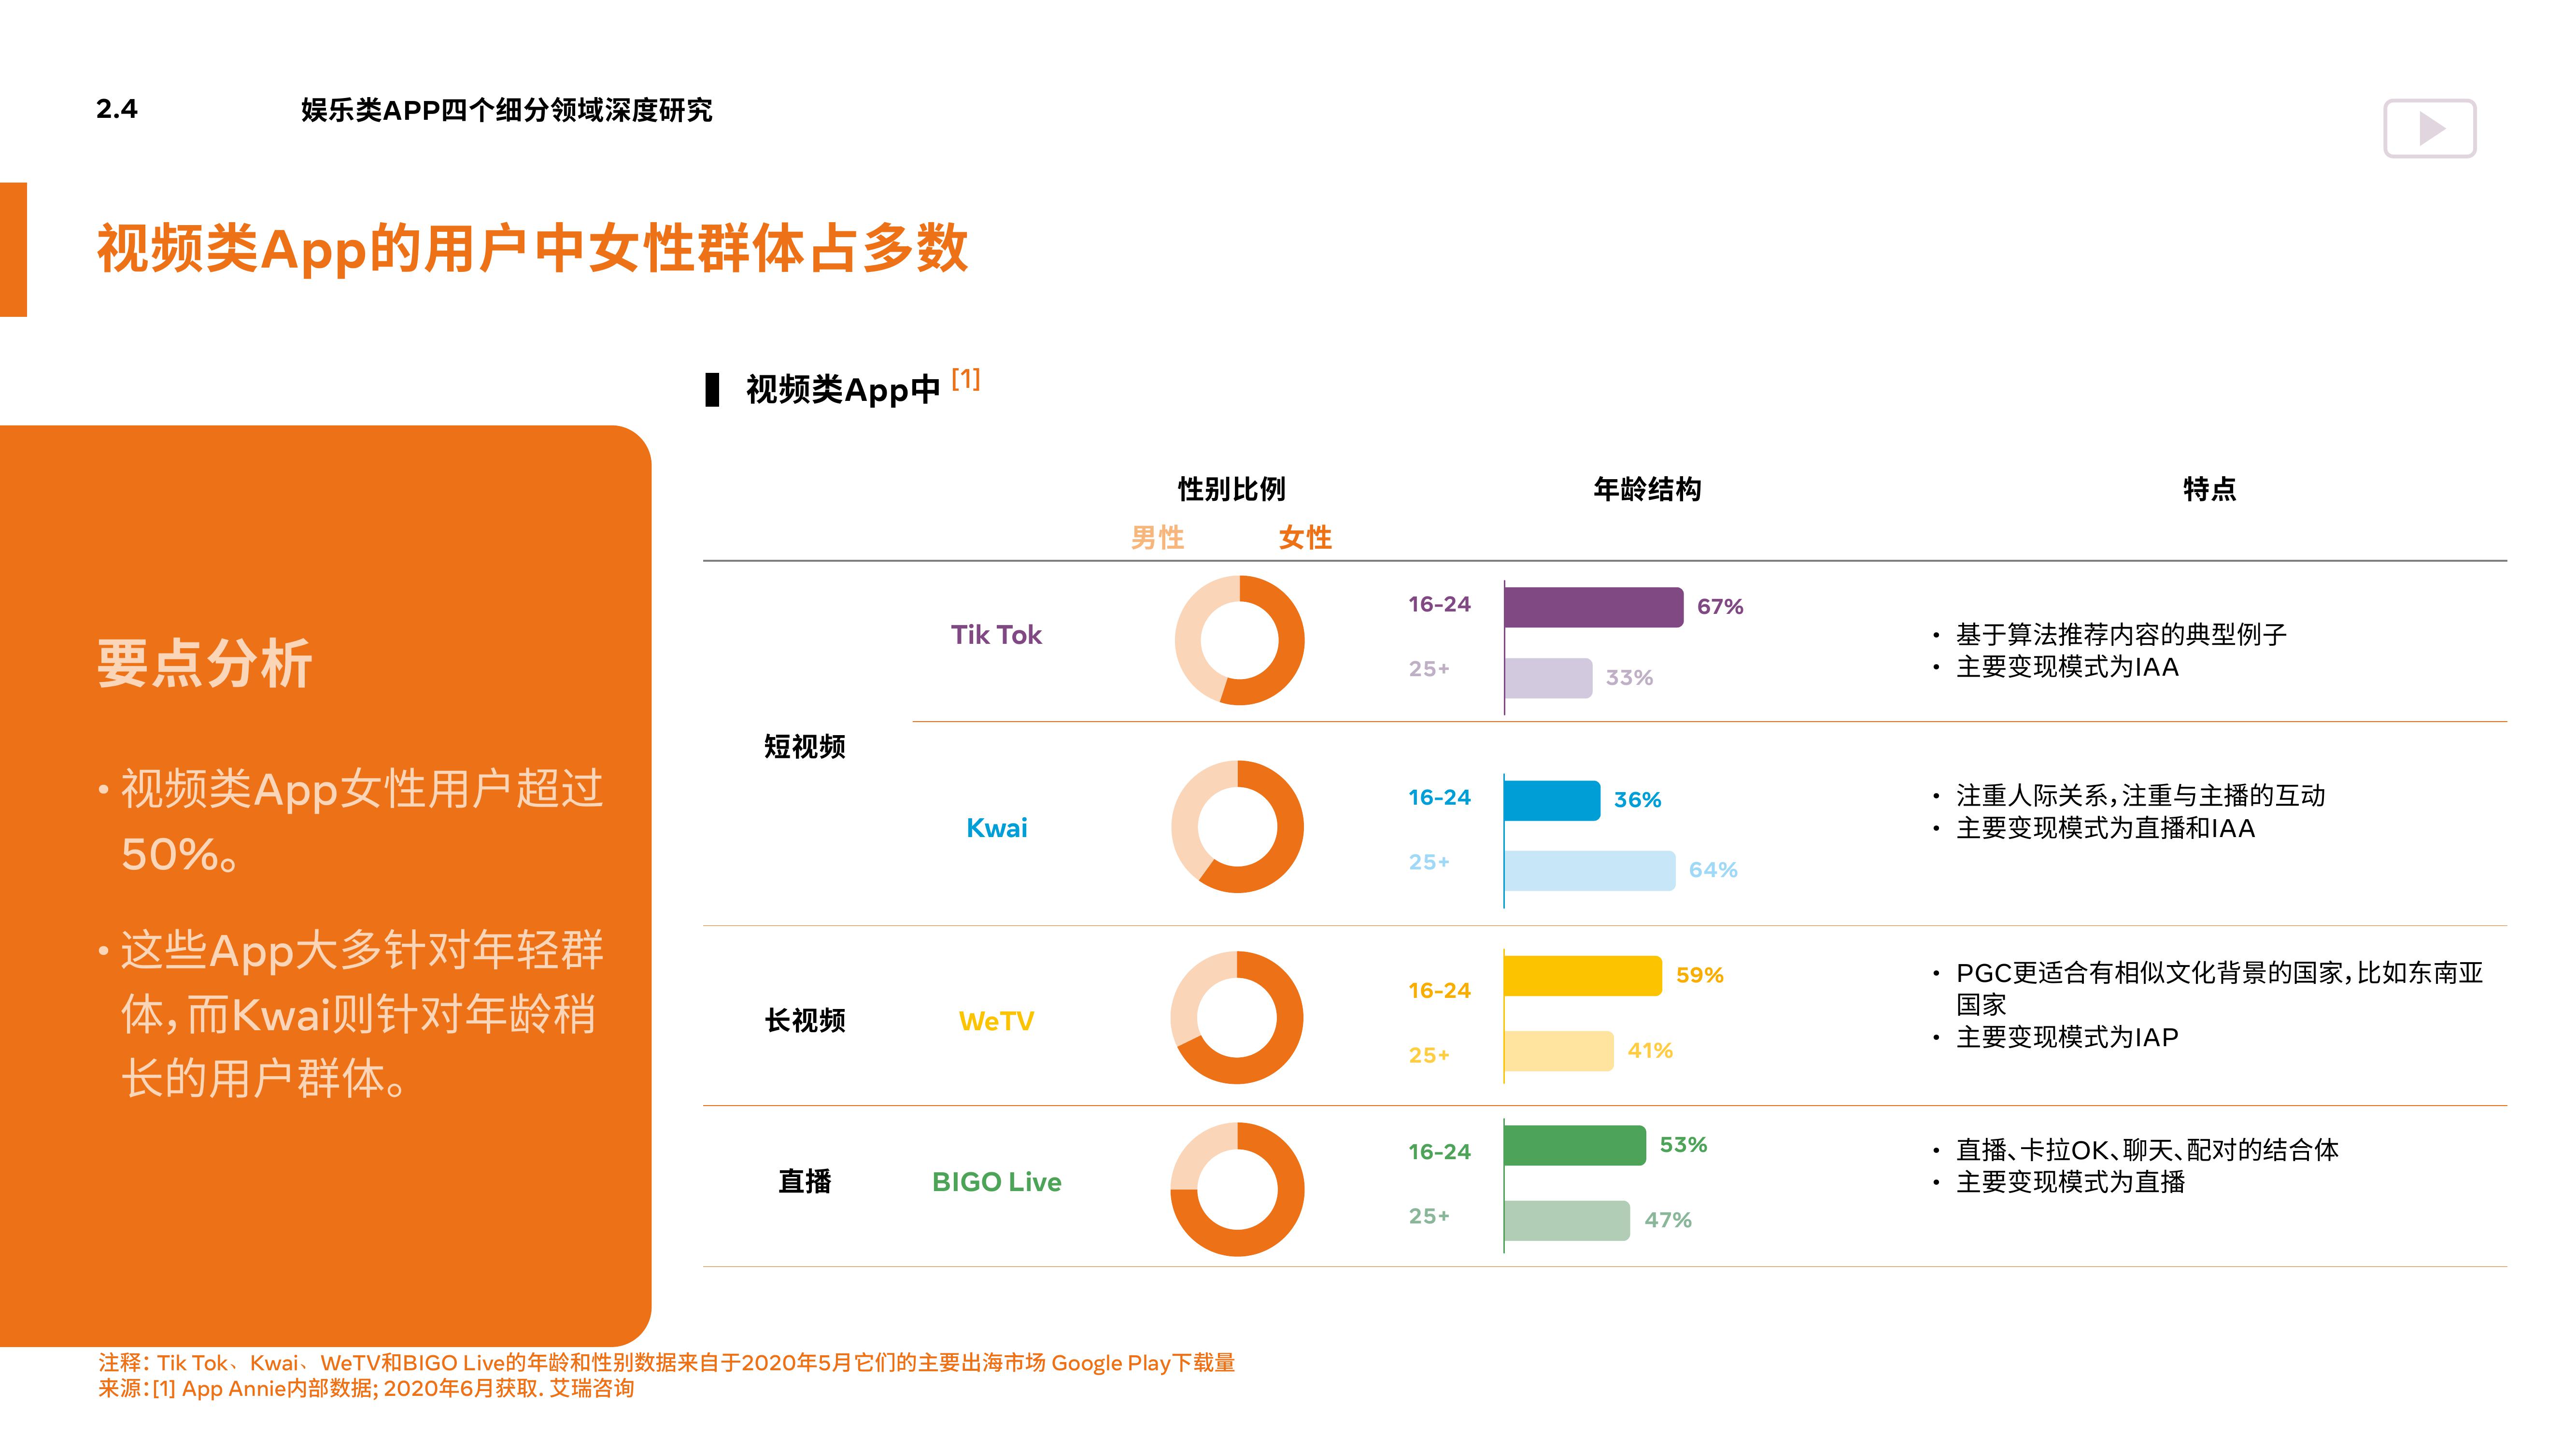 2.4 娱乐类APP四个细分领域深度研究
视频类App的用户中女性群体占多数
要点分析
• 视频类App女性用户超过
50%。
• 这些App大多针对年轻群
体，而Kwai则针对年龄稍
长的用户群体。
视频类App中 [1]
性别比例 年龄结构 特点
男性 女性
短视频
Tik Tok
16-24 67%
25+ 33%
• 基于算法推荐内容的典型例子
• 主要变现模式为IAA
Kwai
16-24 36%
25+ 64%
• 注重人际关系，注重与主播的互动
• 主要变现模式为直播和IAA
长视频
WeTV
16-24 59%
25+ 41%
• PGC更适合有相似文化背景的国家，比如东南亚
国家
• 主要变现模式为IAP
直播
BIGO Live
16-24 53%
25+ 47%
• 直播、卡拉OK、聊天、配对的结合体
• 主要变现模式为直播
注释：Tik Tok、Kwai、WeTV和BIGO Live的年龄和性别数据来自于2020年5月它们的主要出海市场 Google Play下载量
来源：[1] App Annie内部数据; 2020年6月获取. 艾瑞咨询